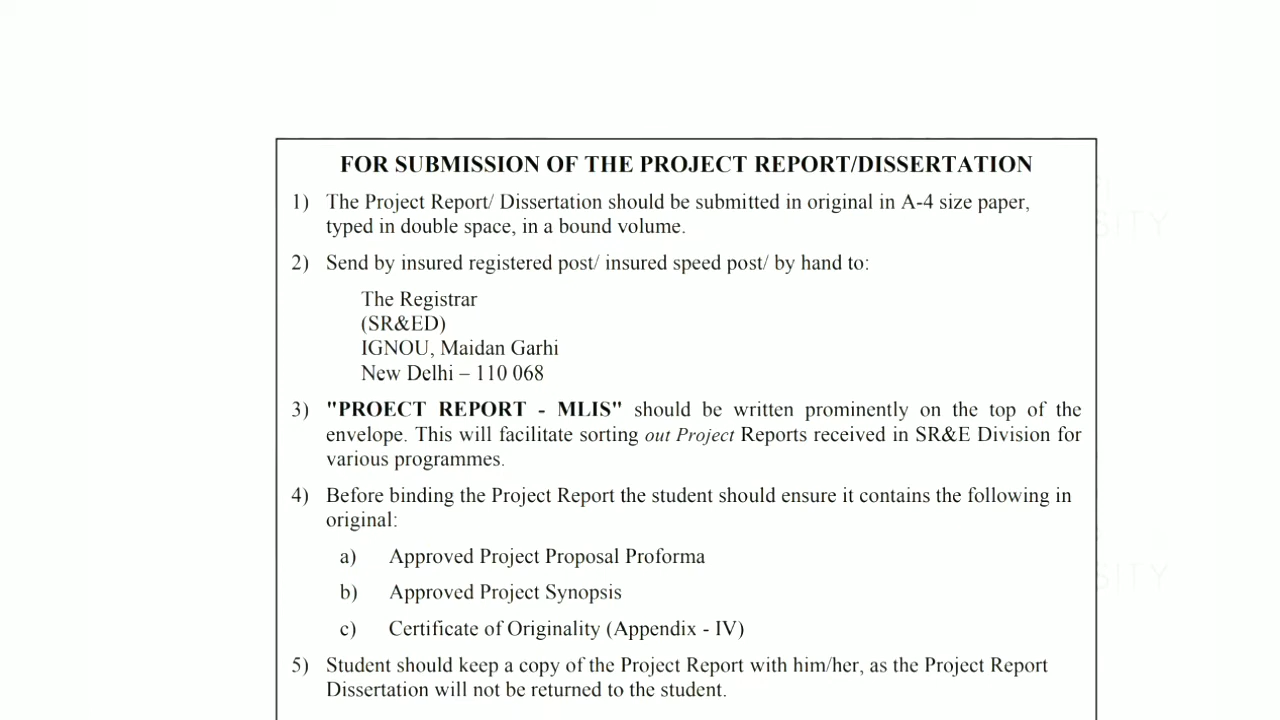 FOR SUBMISSION OF THE PROJECT REPORT/DISSERTATION
1) The Project Report/ Dissertation should be submitted in original in A-4 size paper,
typed in double space, in a bound volume.
2) Send by insured registered post/ insured speed post/ by hand to:
The Registrar
(SR&ED)
IGNOU, Maidan Garhi
New Delhi – 110 068
3) "PROECT REPORT - MLIS" should be written prominently on the top of the
envelope. This will facilitate sorting out Project Reports received in SR&E Division for
various programmes.
4) Before binding the Project Report the student should ensure it contains the following in
original:
a) Approved Project Proposal Proforma
b) Approved Project Synopsis
c) Certificate of Originality (Appendix - IV)
5) Student should keep a copy of the Project Report with him/her, as the Project Report
Dissertation will not be returned to the student.